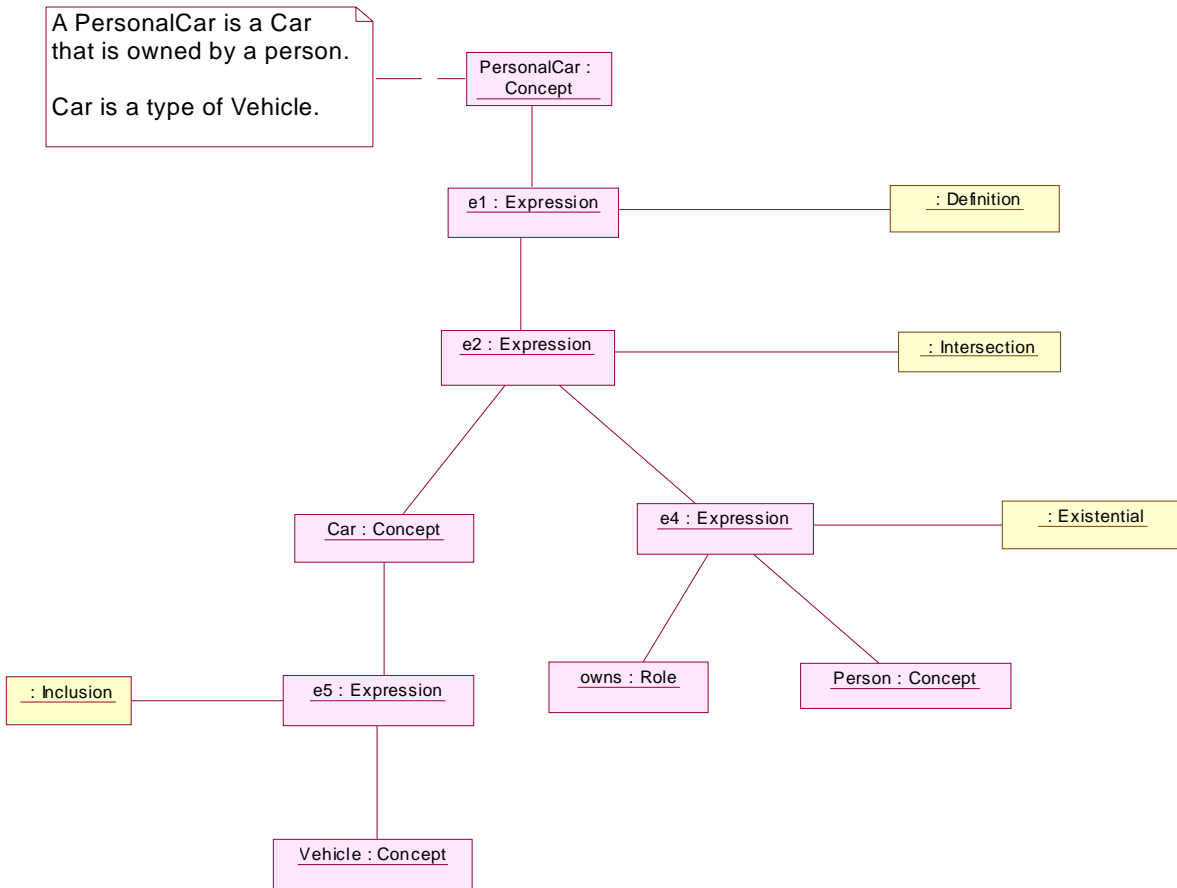 A PersonalCar is a Car
that is owned by a person.
Car is a type of Vehicle.
PersonalCar :
Concept
e1 : Expression
: Definition
e2 : Expression
: Intersection
Car : Concept
e4 : Expression
: Existential
: Inclusion
e5 : Expression
owns : Role
Person : Concept
Vehicle : Concept